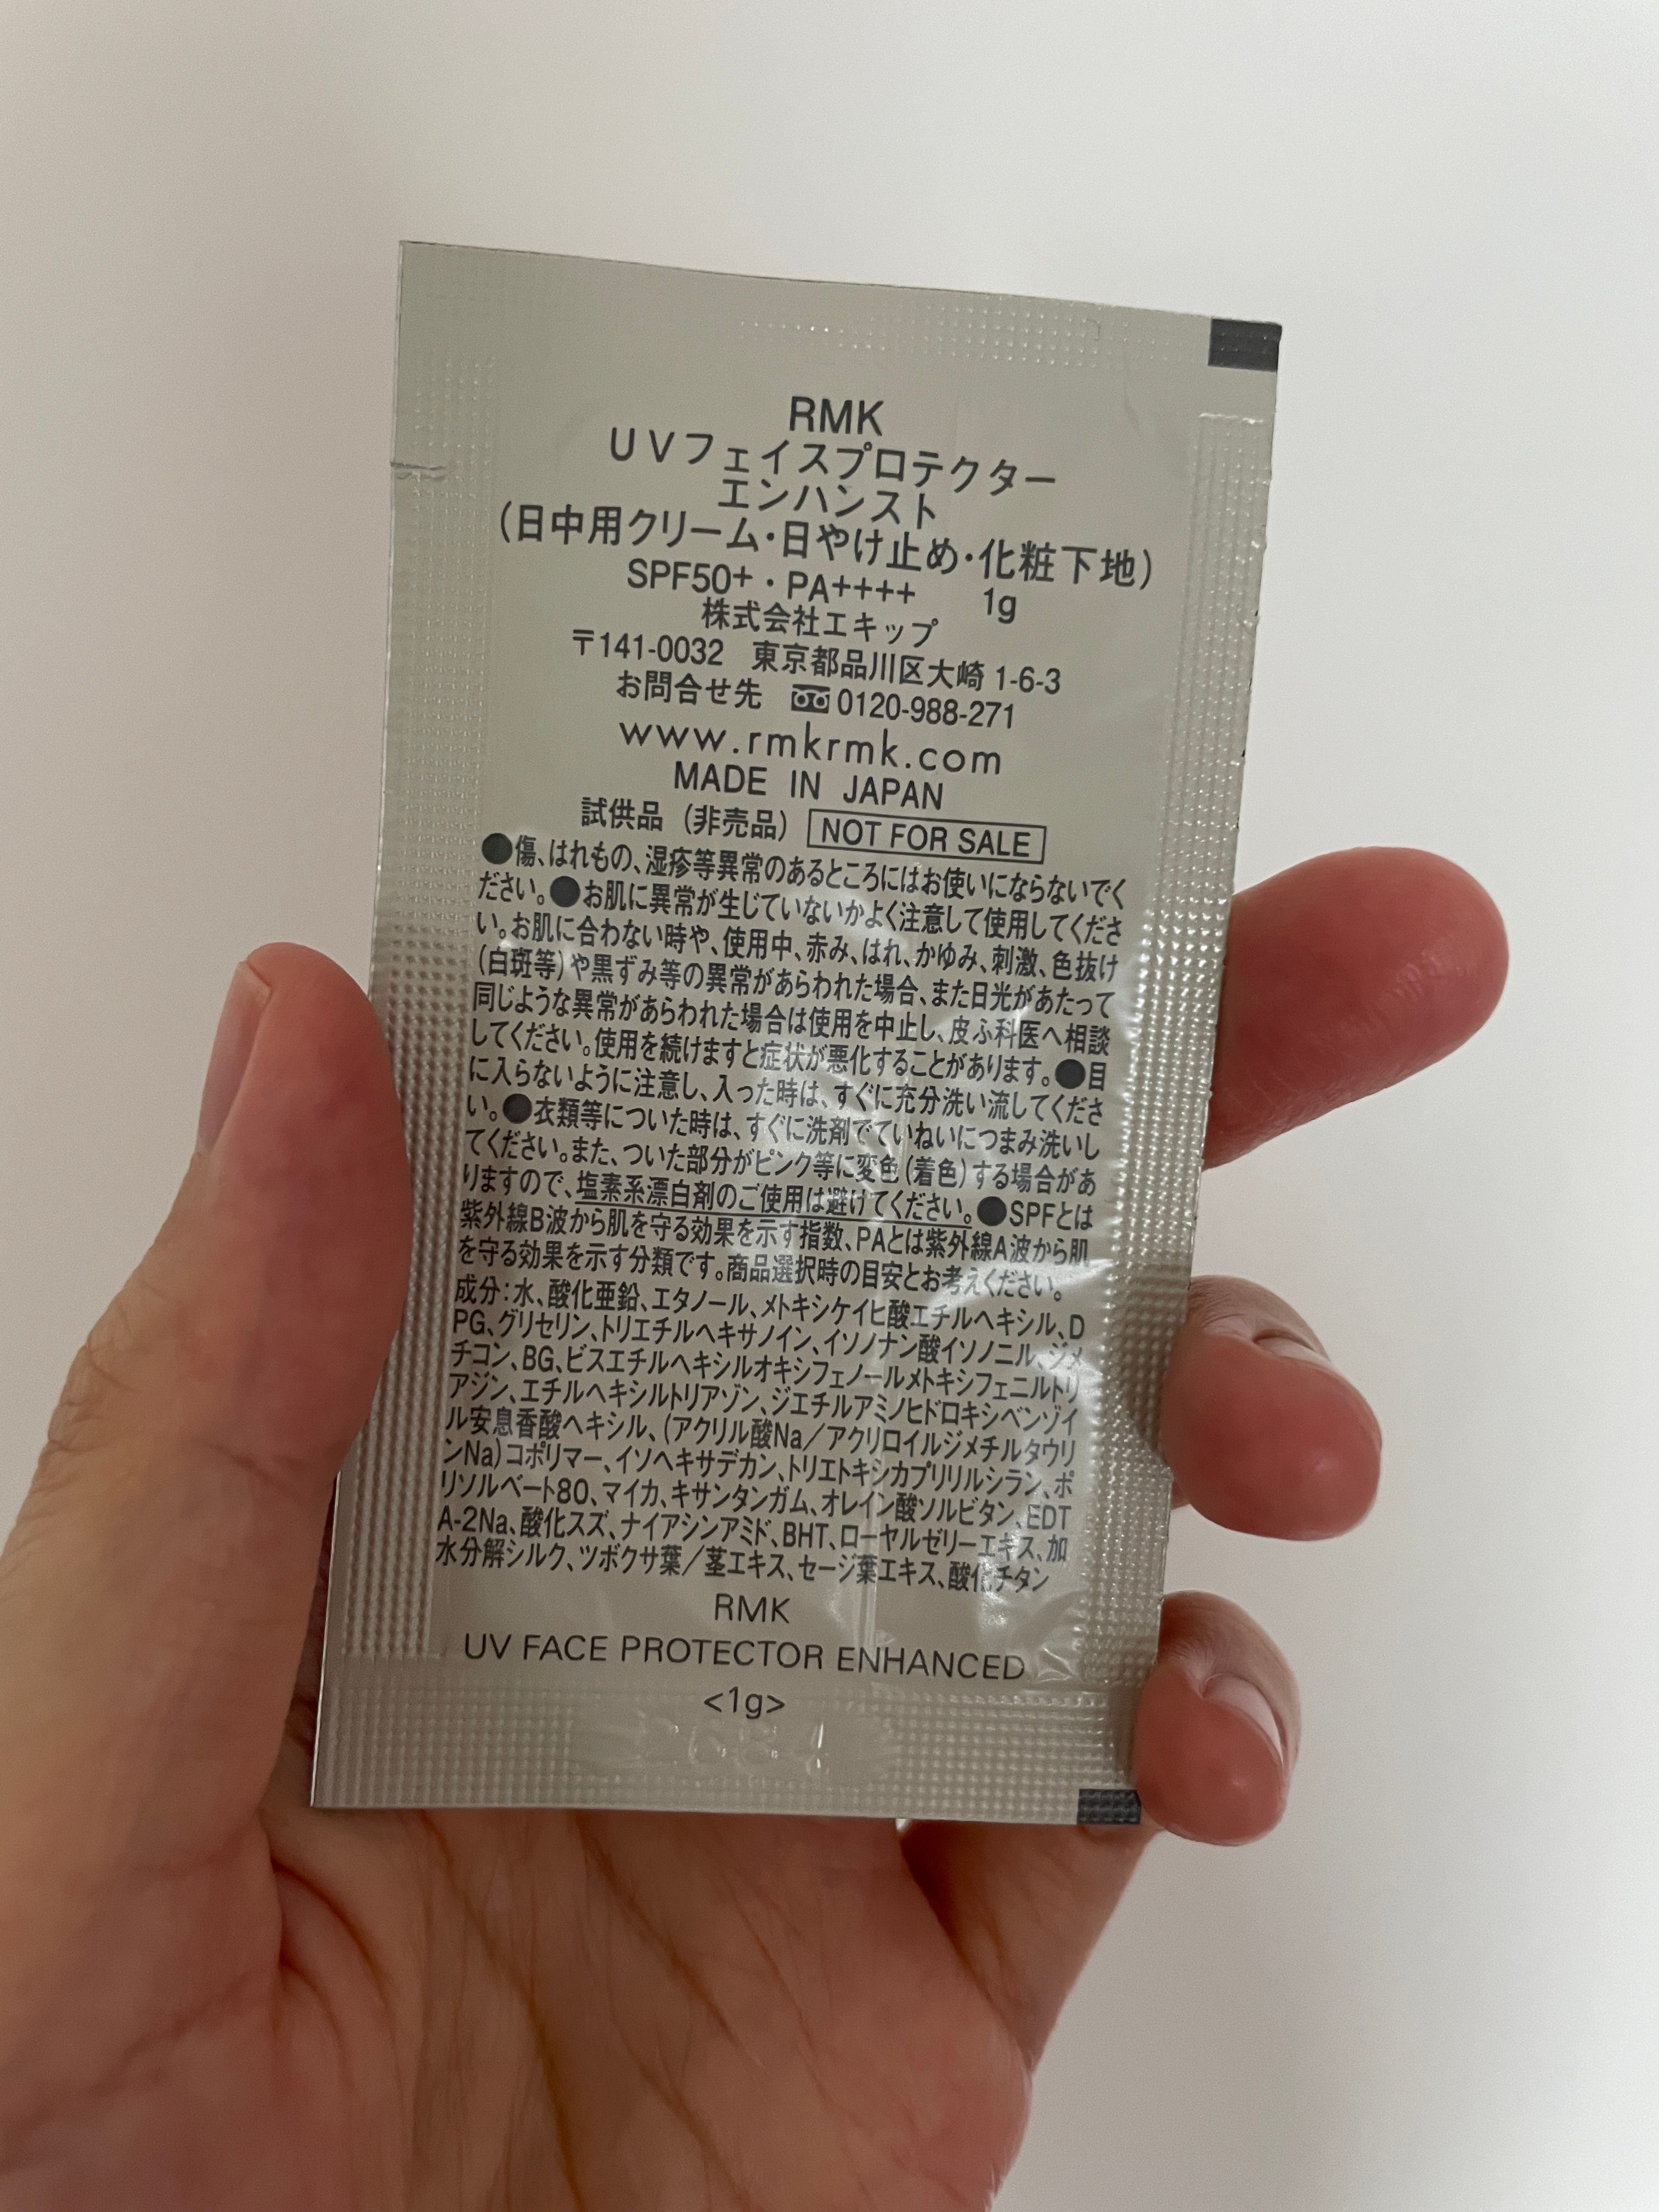 RMK
UVフェイスプロテクター
エンハンスト
(日中用クリーム・日やけ止め・化粧下地)
SPF50+・PA++++ 1g
株式会社エキップ
〒141-0032 東京都品川区大崎 1-6-3
お問合せ先 0120-988-271
www.rmkrmk.com
MADE IN JAPAN
試供品 (非売品) NOT FOR SALE
●傷、はれもの、湿疹等異常のあるところにはお使いにならないでく
ださい。●お肌に異常が生じていないかよく注意して使用してくださ
い。お肌に合わない時や、使用中、赤み、はれ、かゆみ、刺激、色抜け
(白斑等)や黒ずみ等の異常があらわれた場合、また日光があたって
同じような異常があらわれた場合は使用を中止し、皮ふ科医へ相談
してください。使用を続けますと症状が悪化することがあります。●目
に入らないように注意し、入った時は、すぐに充分洗い流してくださ
い。●衣類等についた時は、すぐに洗剤でていねいにつまみ洗いし
てください。また、ついた部分がピンク等に変色(着色)する場合があ
りますので、塩素系漂白剤のご使用は避けてください。●SPFとは
紫外線B波から肌を守る効果を示す指数、PAとは紫外線A波から肌
を守る効果を示す分類です。商品選択時の目安とお考えください。
成分:水、酸化亜鉛、エタノール、メトキシケイヒ酸エチルヘキシル、D
PG、グリセリン、トリエチルヘキサノイン、イソノナン酸イソノニル、ジメ
チコン、BG、ビスエチルヘキシルオキシフェノールメトキシフェニルトリ
アジン、エチルヘキシルトリアゾン、ジエチルアミノヒドロキシベンゾイ
ル安息香酸ヘキシル、(アクリル酸Na/アクリロイルジメチルタウリ
ンNa)コポリマー、イソヘキサデカン、トリエトキシカプリリルシラン、ポ
リソルベート80、マイカ、キサンタンガム、オレイン酸ソルビタン、EDT
A-2Na、酸化スズ、ナイアシンアミド、BHT、ローヤルゼリーエキス、加
水分解シルク、ツボクサ葉/茎エキス、セージ葉エキス、酸化チタン
RMK
UV FACE PROTECTOR ENHANCED
<1g>